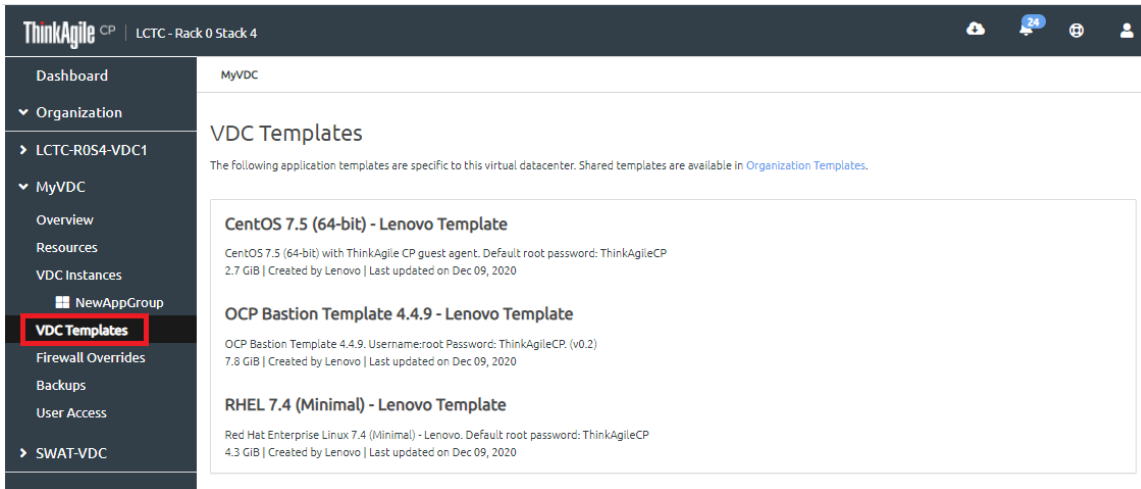 ThinkAgile CP | LCTC - Rack 0 Stack 4
24
Dashboard
Organization
LCTC-R0S4-VDC1
MyVDC
Overview
Resources
VDC Instances
NewAppGroup
VDC Templates
Firewall Overrides
Backups
User Access
SWAT-VDC
MyVDC
VDC Templates
The following application templates are specific to this virtual datacenter. Shared templates are available in Organization Templates.
CentOS 7.5 (64-bit) - Lenovo Template
CentOS 7.5 (64-bit) with ThinkAgile CP guest agent. Default root password: ThinkAgileCP
2.7 GiB | Created by Lenovo | Last updated on Dec 09, 2020
OCP Bastion Template 4.4.9 - Lenovo Template
OCP Bastion Template 4.4.9. Username:root Password: ThinkAgileCP. (v0.2)
7.8 GiB | Created by Lenovo | Last updated on Dec 09, 2020
RHEL 7.4 (Minimal) - Lenovo Template
Red Hat Enterprise Linux 7.4 (Minimal) - Lenovo. Default root password: ThinkAgileCP
4.3 GiB | Created by Lenovo | Last updated on Dec 09, 2020